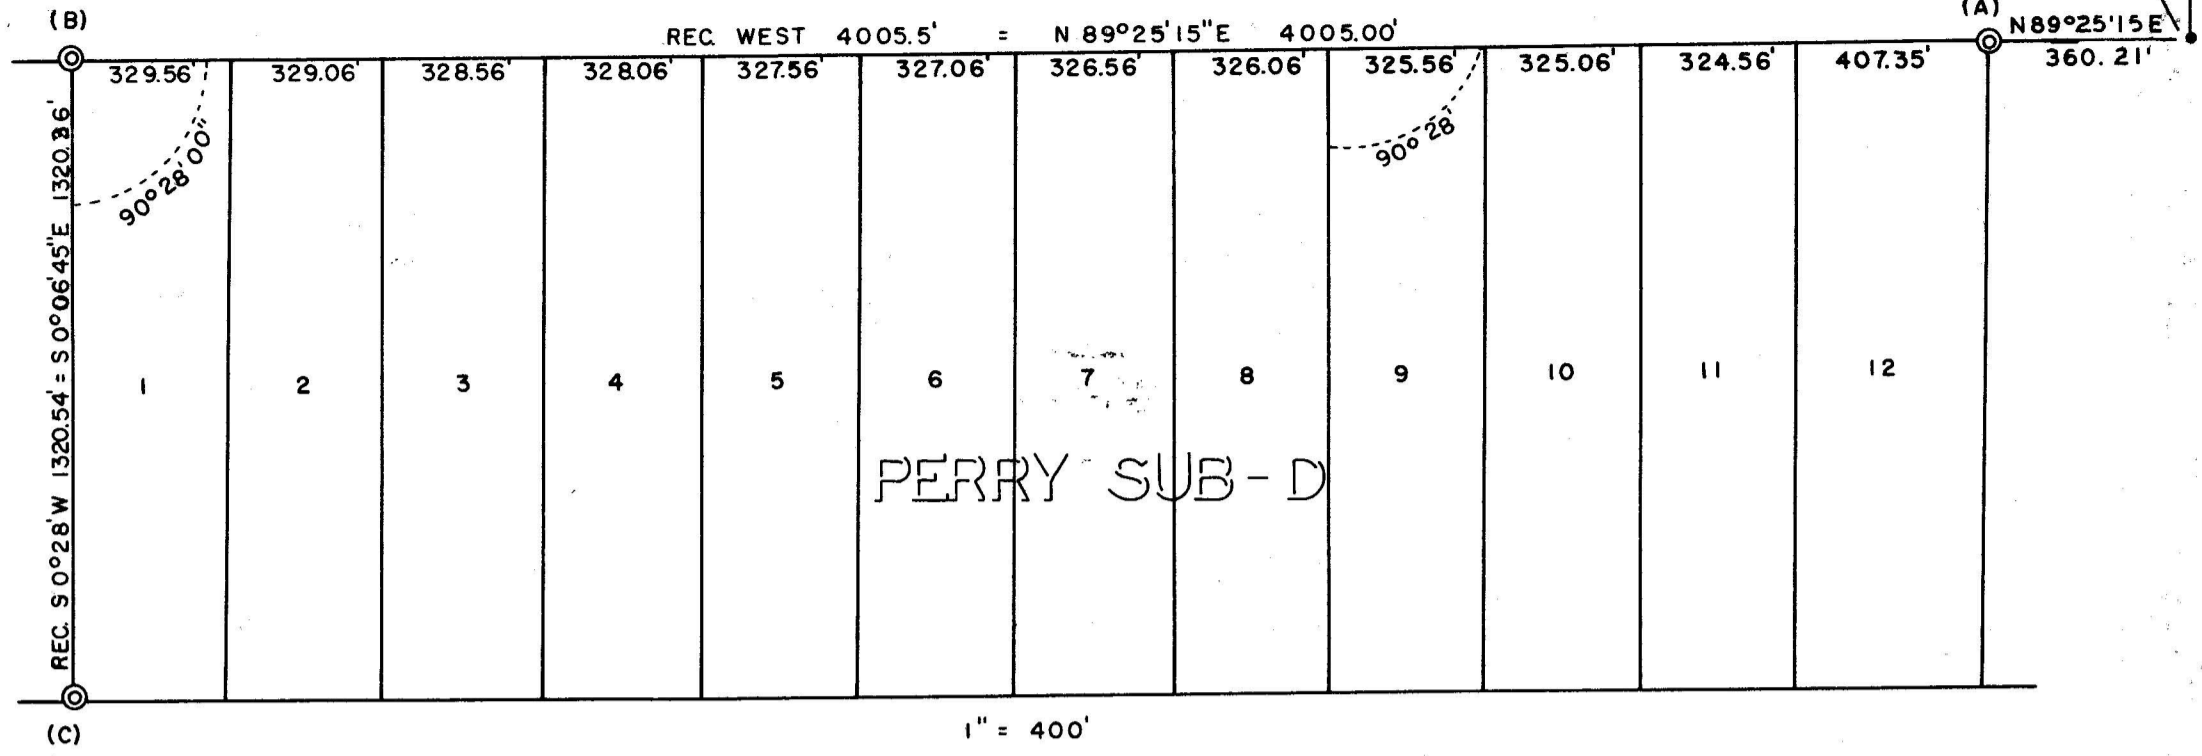 (B)
(A)
REC. WEST 4005.5' = N 89°25'15"E 4005.00'
N89°25'15E
329.56' 329.06' 328.56' 328.06' 327.56' 327.06' 326.56' 326.06' 325.56' 325.06' 324.56' 407.35' 360.21'
90°28'00"
90°28'
REC. S 0°28'W 1320.54' = S 0°06'45"E 1320.36'
1 2 3 4 5 6 7 8 9 10 11 12
PERRY SUB-D
(C)
1" = 400'